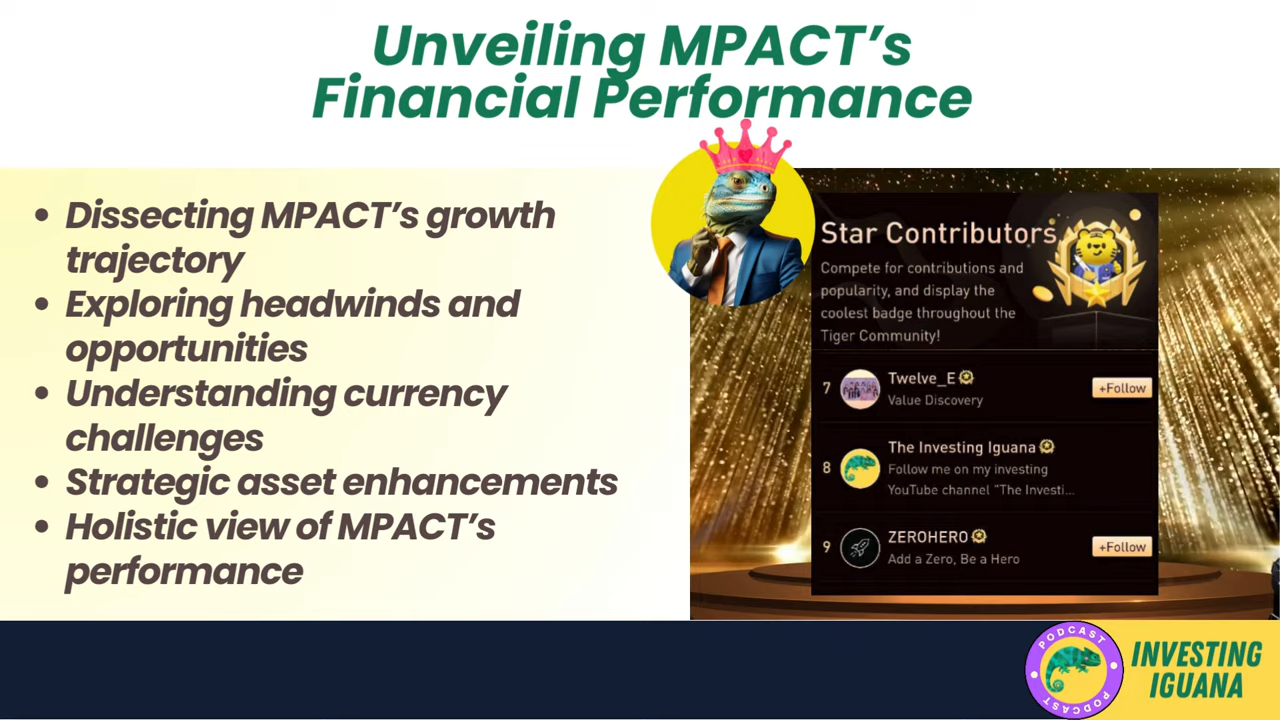 Unveiling MPACT's
Financial Performance
• Dissecting MPACT's growth
trajectory
• Exploring headwinds and
opportunities
• Understanding currency
challenges
• Strategic asset enhancements
• Holistic view of MPACT's
performance
Star Contributors
Compete for contributions and
popularity, and display the
coolest badge throughout the
Tiger Community!
7
Twelve_E
Value Discovery
+Follow
8
The Investing Iguana
Follow me on my investing
YouTube channel "The Investi...
9
ZEROHERO
Add a Zero, Be a Hero
+Follow
PODCAST
PODCAST
INVESTING
IGUANA